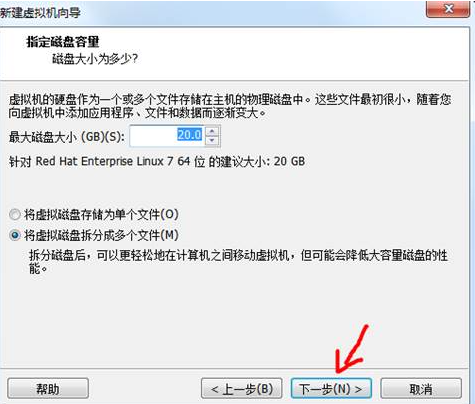 新建虚拟机向导
指定磁盘容量
磁盘大小为多少?
虚拟机的硬盘作为一个或多个文件存储在主机的物理磁盘中。这些文件最初很小，随着您
向虚拟机中添加应用程序、文件和数据而逐渐变大。
最大磁盘大小 (GB)(S): 20.0
针对 Red Hat Enterprise Linux 7 64 位 的建议大小: 20 GB
将虚拟磁盘存储为单个文件(O)
将虚拟磁盘拆分成多个文件(M)
拆分磁盘后，可以更轻松地在计算机之间移动虚拟机，但可能会降低大容量磁盘的性
能。
帮助 < 上一步(B) 下一步(N) > 取消